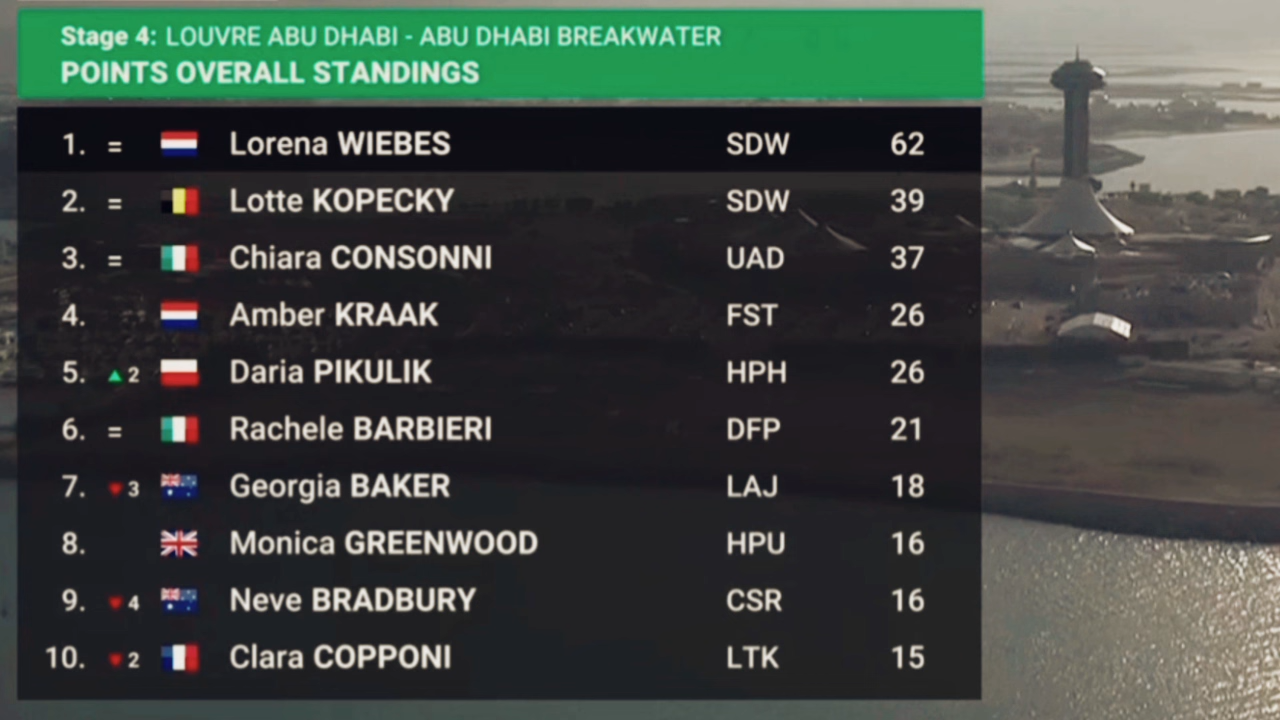 Stage 4: LOUVRE ABU DHABI - ABU DHABI BREAKWATER
POINTS OVERALL STANDINGS
1. = Lorena WIEBES SDW 62
2. = Lotte KOPECKY SDW 39
3. = Chiara CONSONNI UAD 37
4. Amber KRAAK FST 26
5. ▲ 2 Daria PIKULIK HPH 26
6. = Rachele BARBIERI DFP 21
7. ▼ 3 Georgia BAKER LAJ 18
8. Monica GREENWOOD HPU 16
9. ▼ 4 Neve BRADBURY CSR 16
10. ▼ 2 Clara COPPONI LTK 15